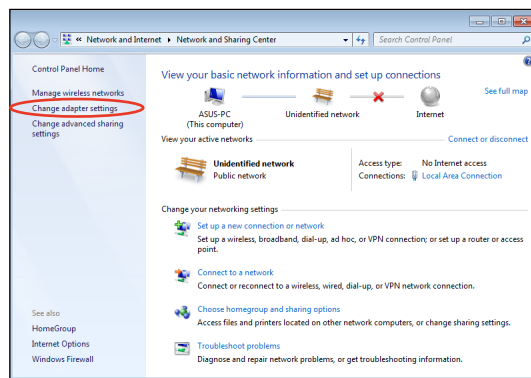 « Network and Internet ▸ Network and Sharing Center
Search Control Panel
Control Panel Home
Manage wireless networks
Change adapter settings
Change advanced sharing
settings
See also
HomeGroup
Internet Options
Windows Firewall
View your basic network information and set up connections
See full map
ASUS-PC
(This computer)
Unidentified network
Internet
View your active networks
Connect or disconnect
Unidentified network
Public network
Access type: No Internet access
Connections: Local Area Connection
Change your networking settings
Set up a new connection or network
Set up a wireless, broadband, dial-up, ad hoc, or VPN connection; or set up a router or access
point.
Connect to a network
Connect or reconnect to a wireless, wired, dial-up, or VPN network connection.
Choose homegroup and sharing options
Access files and printers located on other network computers, or change sharing settings.
Troubleshoot problems
Diagnose and repair network problems, or get troubleshooting information.